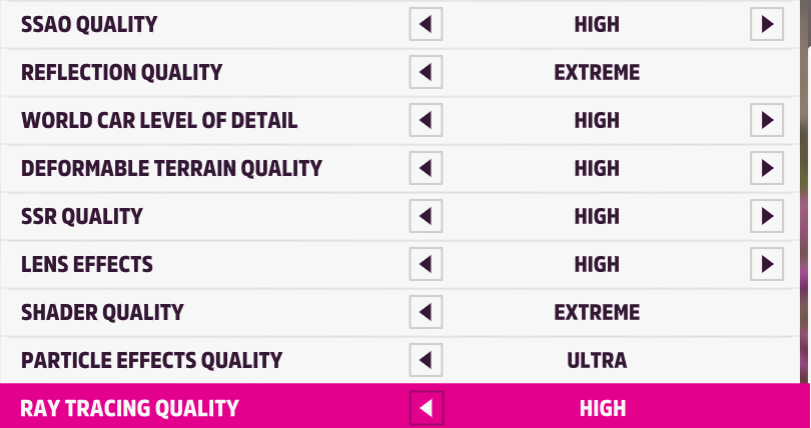 SSAO QUALITY HIGH
REFLECTION QUALITY EXTREME
WORLD CAR LEVEL OF DETAIL HIGH
DEFORMABLE TERRAIN QUALITY HIGH
SSR QUALITY HIGH
LENS EFFECTS HIGH
SHADER QUALITY EXTREME
PARTICLE EFFECTS QUALITY ULTRA
RAY TRACING QUALITY HIGH